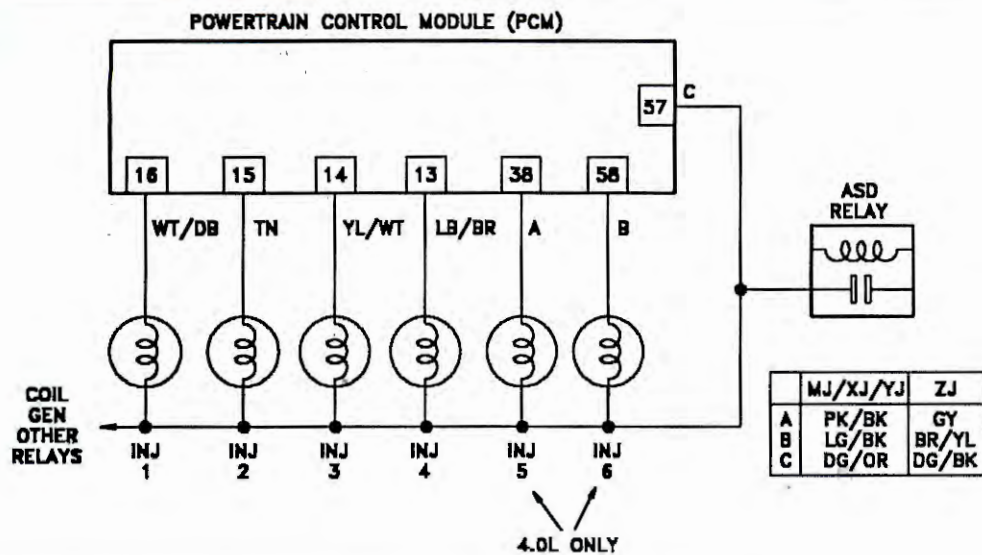 POWERTRAIN CONTROL MODULE (PCM)
57 C
16 15 14 13 38 58
WT/DB TN YL/WT LB/BR A B
ASD
RELAY
COIL
GEN
OTHER
RELAYS
INJ INJ INJ INJ INJ INJ
1 2 3 4 5 6
4.0L ONLY
MJ/XJ/YJ ZJ
A PK/BK GY
B LG/BK BR/YL
C DG/OR DG/BK